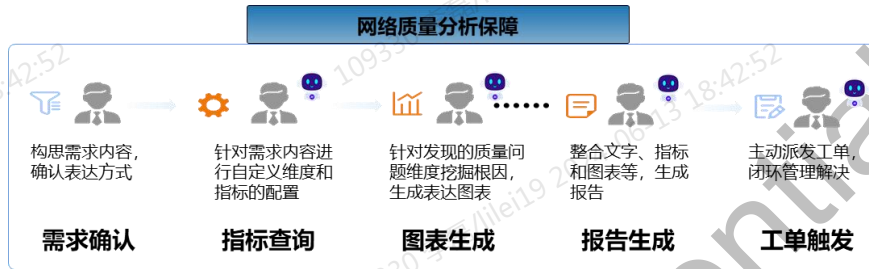 网络质量分析保障
构思需求内容，
确认表达方式
针对需求内容进
行自定义维度和
指标的配置
针对发现的质量问
题维度挖掘根因，
生成表达图表
整合文字、指标
和图表等，生成
报告
主动派发工单，
闭环管理解决
需求确认
指标查询
图表生成
报告生成
工单触发